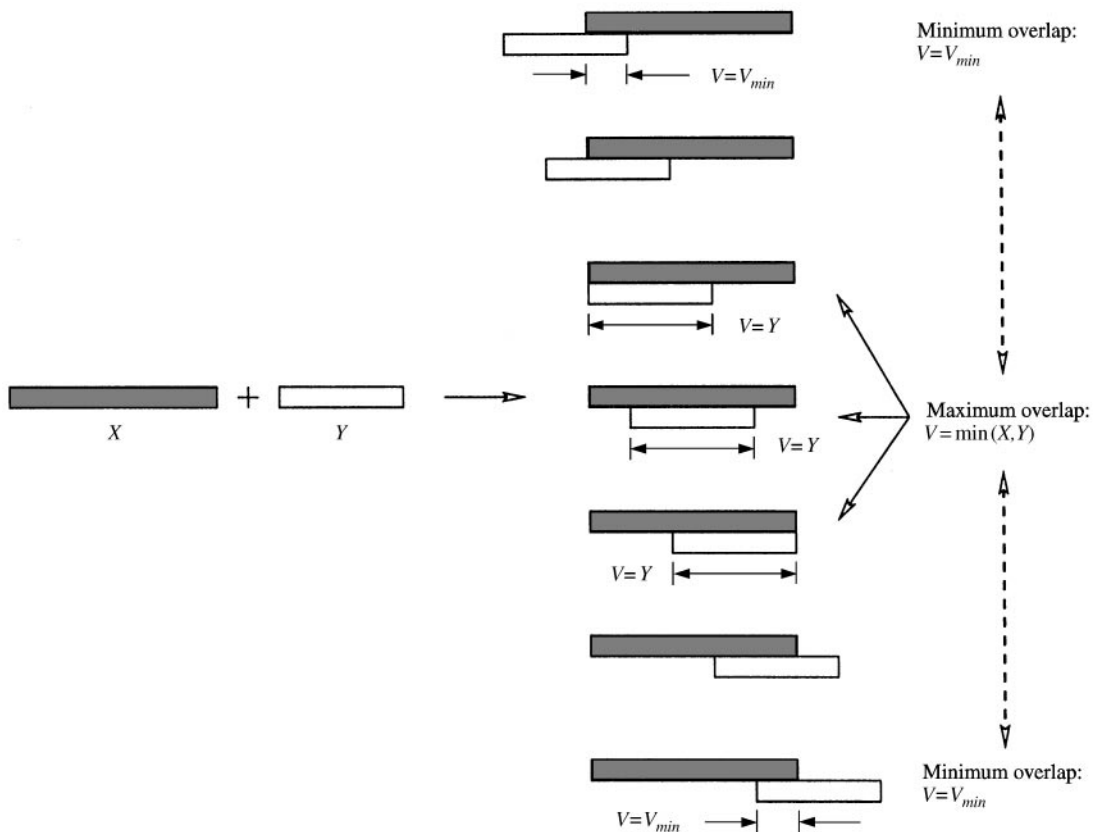 Minimum overlap:
V=V_min
V=V_min
V=Y
X + Y
V=Y
Maximum overlap:
V=min (X,Y)
V=Y
Minimum overlap:
V=V_min
V=V_min